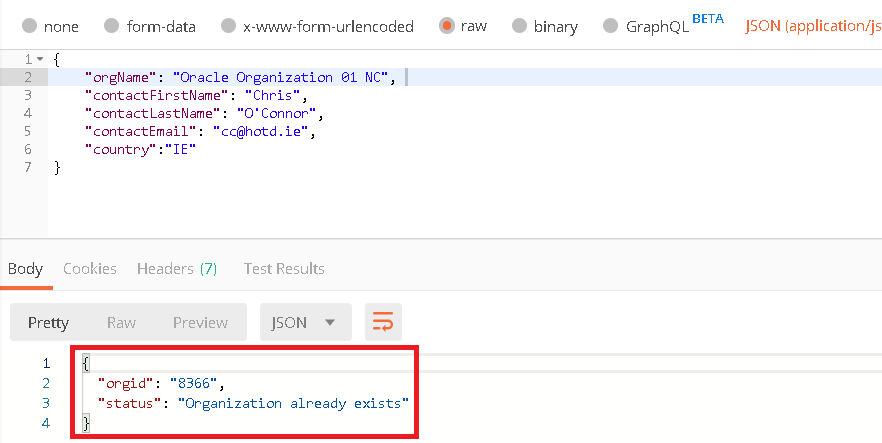 none form-data x-www-form-urlencoded raw binary GraphQL BETA JSON (application/js
1 {
2 "orgName": "Oracle Organization 01 NC",
3 "contactFirstName": "Chris",
4 "contactLastName": "O'Connor",
5 "contactEmail": "cc@hotd.ie",
6 "country":"IE"
7 }
Body Cookies Headers (7) Test Results
Pretty Raw Preview JSON
1 {
2 "orgid": "8366",
3 "status": "Organization already exists"
4 }